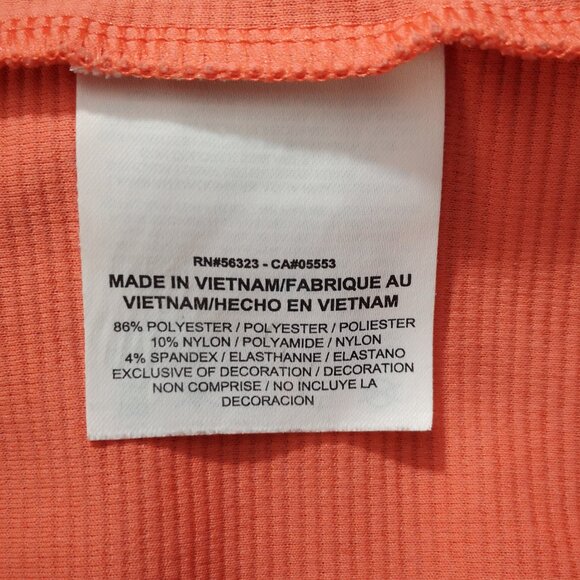 RN#56323 - CA#05553
MADE IN VIETNAM/FABRIQUE AU
VIETNAM/HECHO EN VIETNAM
86% POLYESTER / POLYESTER / POLIESTER
10% NYLON / POLYAMIDE / NYLON
4% SPANDEX / ELASTHANNE / ELASTANO
EXCLUSIVE OF DECORATION / DECORATION
NON COMPRISE / NO INCLUYE LA
DECORACION